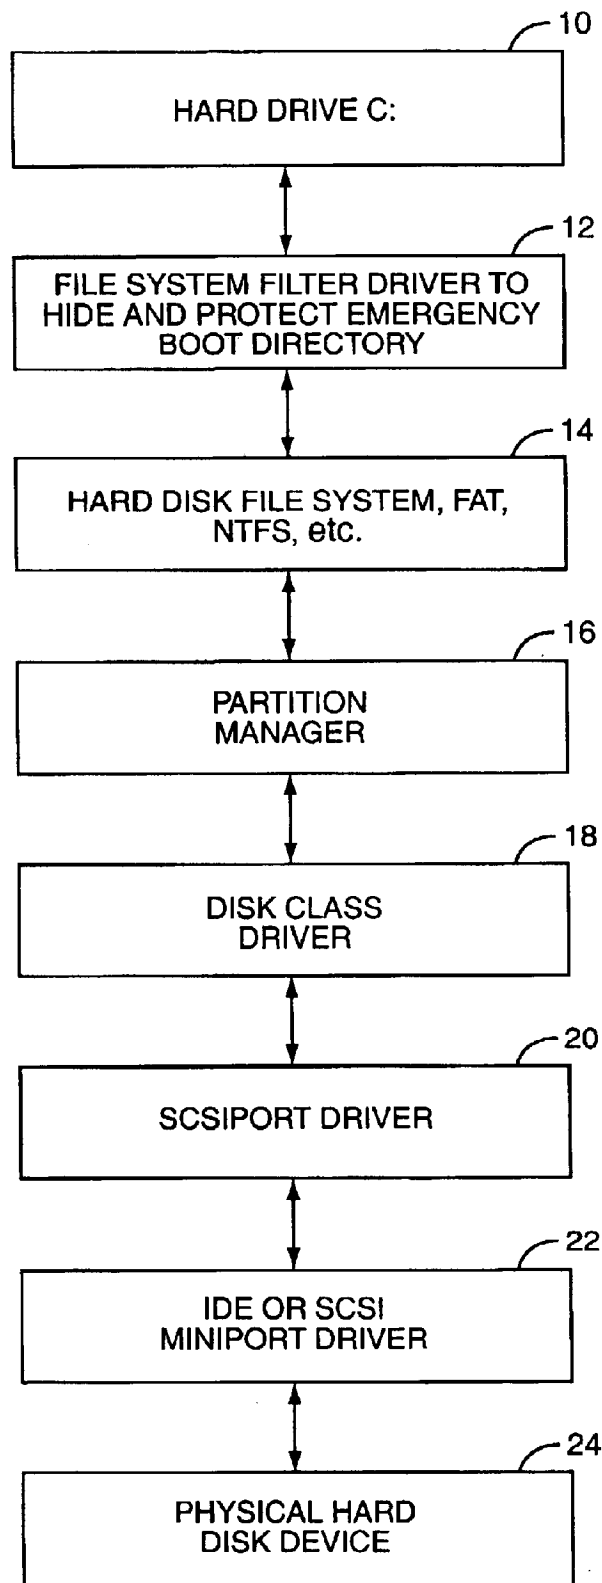 10
HARD DRIVE C:
12
FILE SYSTEM FILTER DRIVER TO
HIDE AND PROTECT EMERGENCY
BOOT DIRECTORY
14
HARD DISK FILE SYSTEM, FAT,
NTFS, etc.
16
PARTITION
MANAGER
18
DISK CLASS
DRIVER
20
SCSIPORT DRIVER
22
IDE OR SCSI
MINIPORT DRIVER
24
PHYSICAL HARD
DISK DEVICE